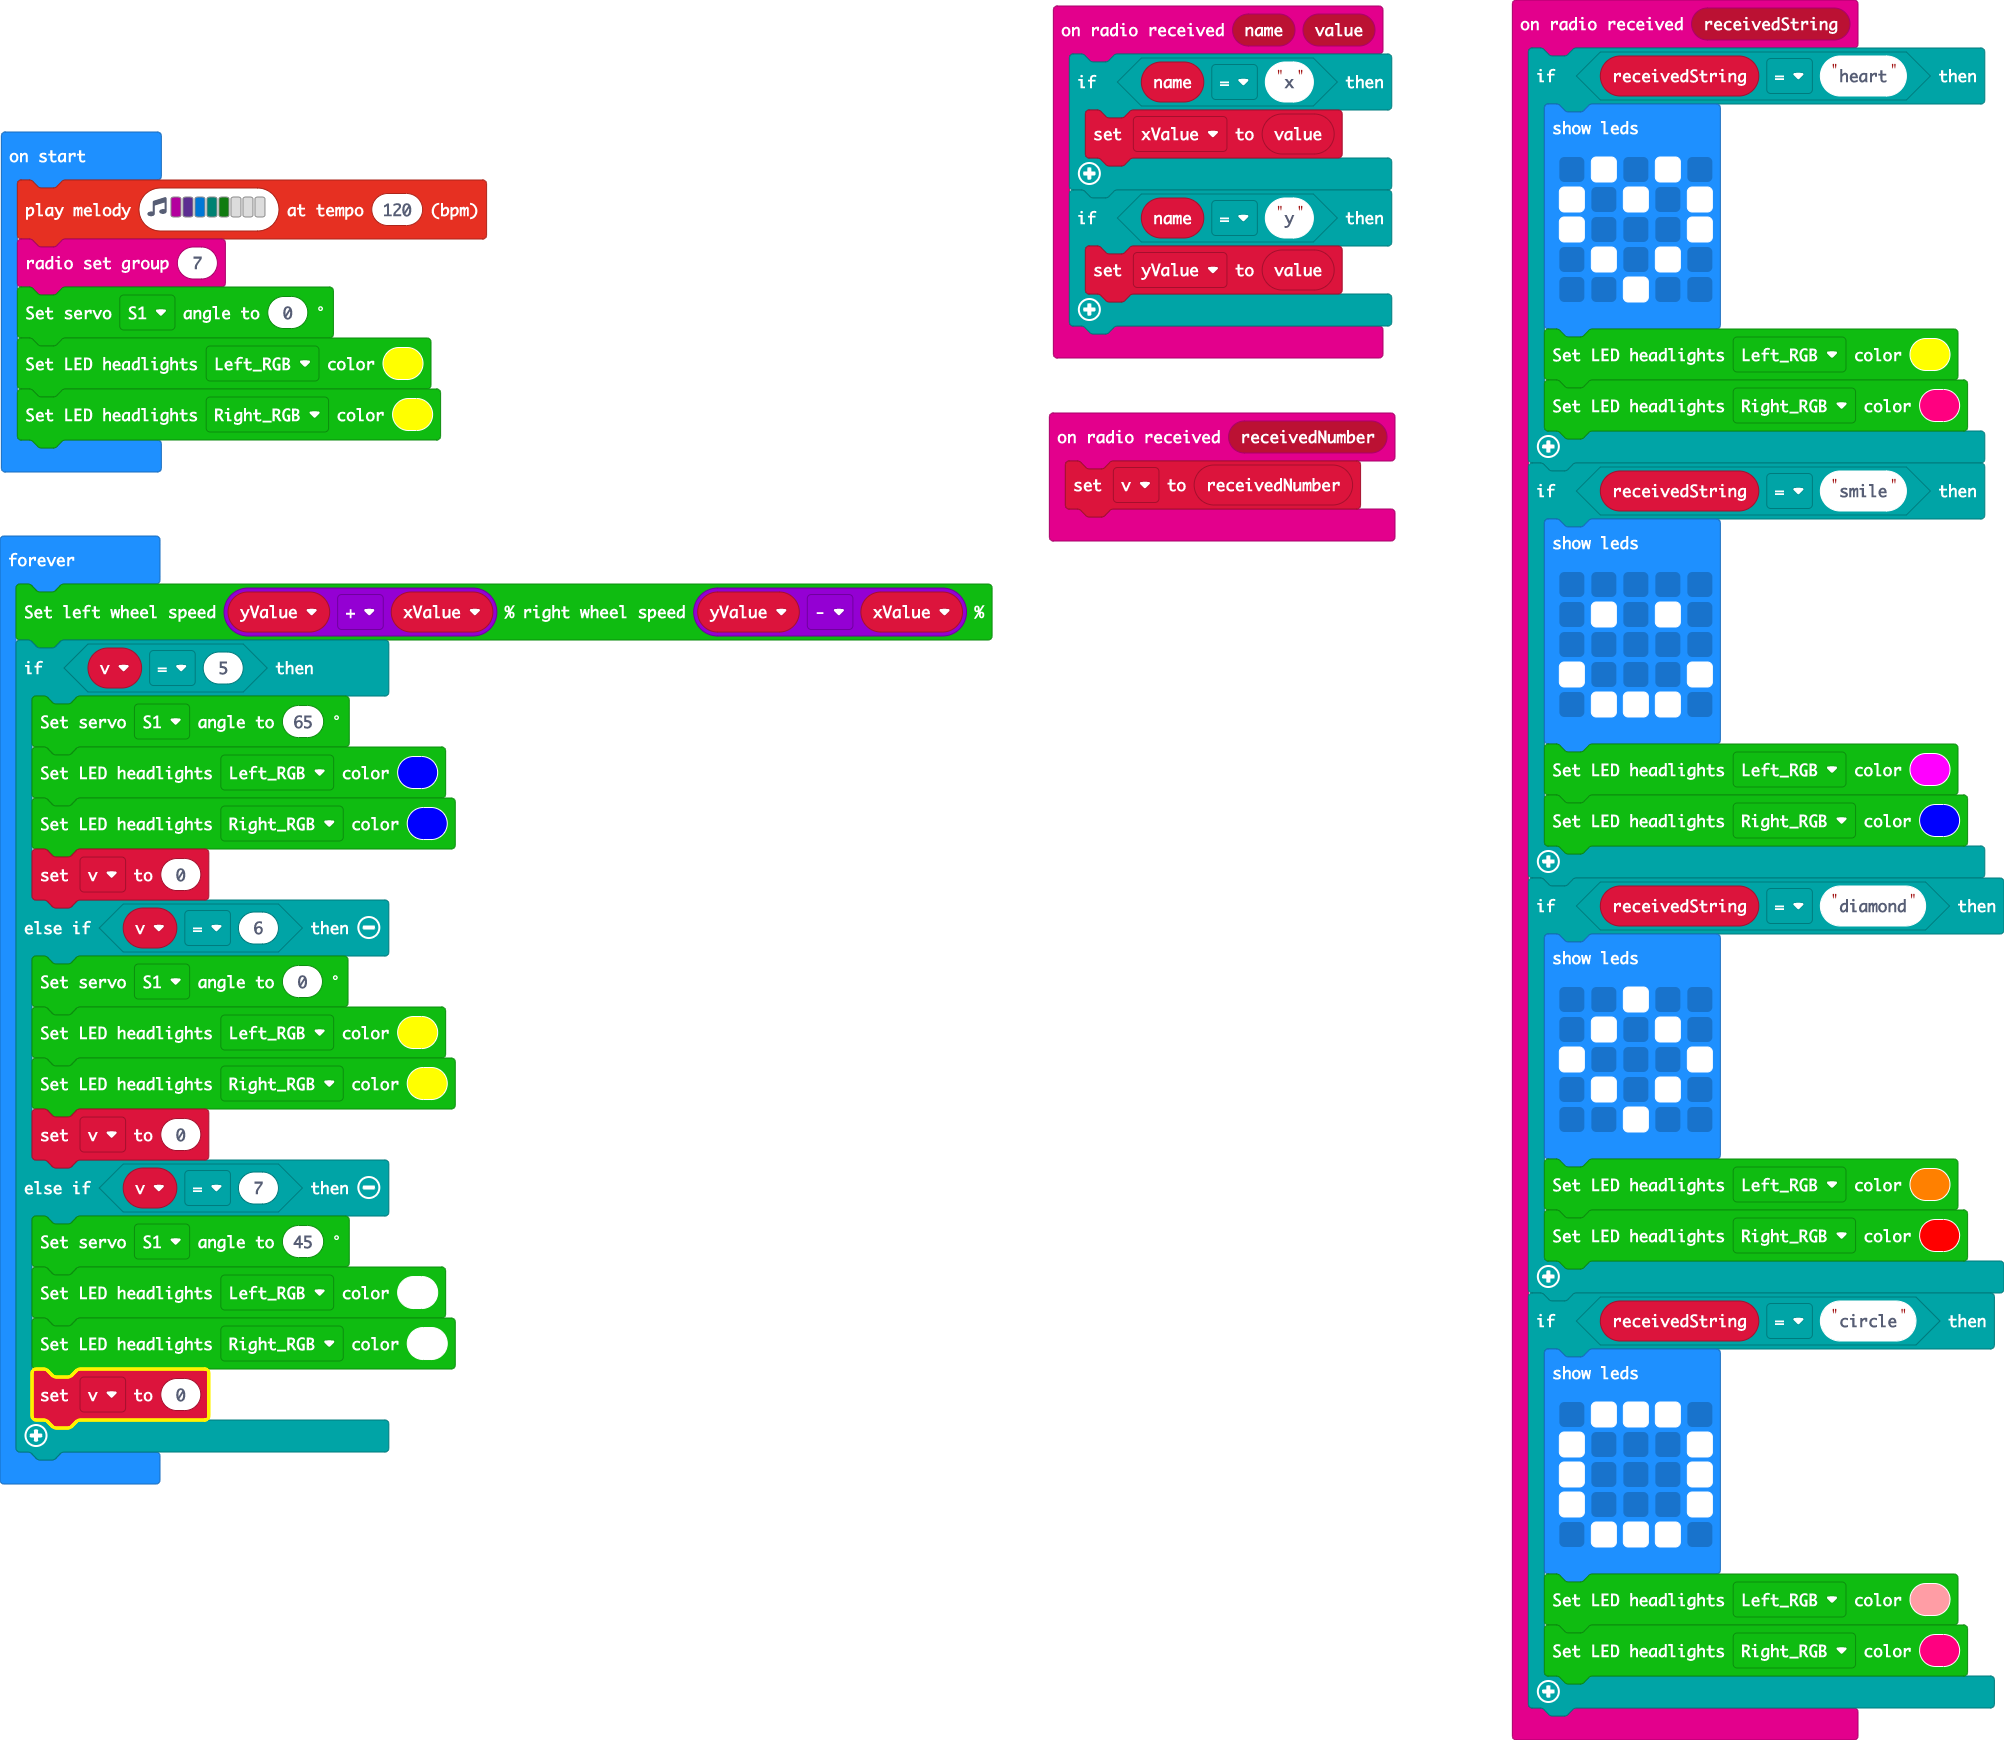 on start
play melody at tempo 120 (bpm)
radio set group 7
Set servo S1 angle to 0 °
Set LED headlights Left_RGB color
Set LED headlights Right_RGB color
forever
Set left wheel speed yValue + xValue % right wheel speed yValue - xValue %
if v = 5 then
Set servo S1 angle to 65 °
Set LED headlights Left_RGB color
Set LED headlights Right_RGB color
set v to 0
else if v = 6 then
Set servo S1 angle to 0 °
Set LED headlights Left_RGB color
Set LED headlights Right_RGB color
set v to 0
else if v = 7 then
Set servo S1 angle to 45 °
Set LED headlights Left_RGB color
Set LED headlights Right_RGB color
set v to 0
on radio received name value
if name = "x" then
set xValue to value
if name = "y" then
set yValue to value
on radio received receivedNumber
set v to receivedNumber
on radio received receivedString
if receivedString = "heart" then
show leds
Set LED headlights Left_RGB color
Set LED headlights Right_RGB color
if receivedString = "smile" then
show leds
Set LED headlights Left_RGB color
Set LED headlights Right_RGB color
if receivedString = "diamond" then
show leds
Set LED headlights Left_RGB color
Set LED headlights Right_RGB color
if receivedString = "circle" then
show leds
Set LED headlights Left_RGB color
Set LED headlights Right_RGB color